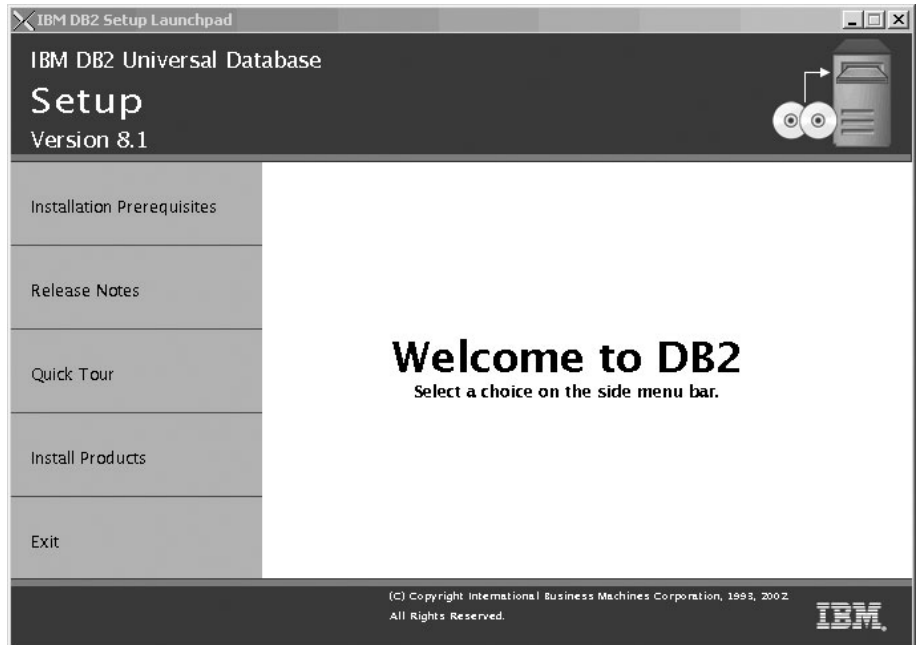 IBM DB2 Setup Launchpad
IBM DB2 Universal Database
Setup
Version 8.1
Installation Prerequisites
Release Notes
Quick Tour
Install Products
Exit
Welcome to DB2
Select a choice on the side menu bar.
(C) Copyright International Business Machines Corporation, 1993, 2002
All Rights Reserved.
IBM.